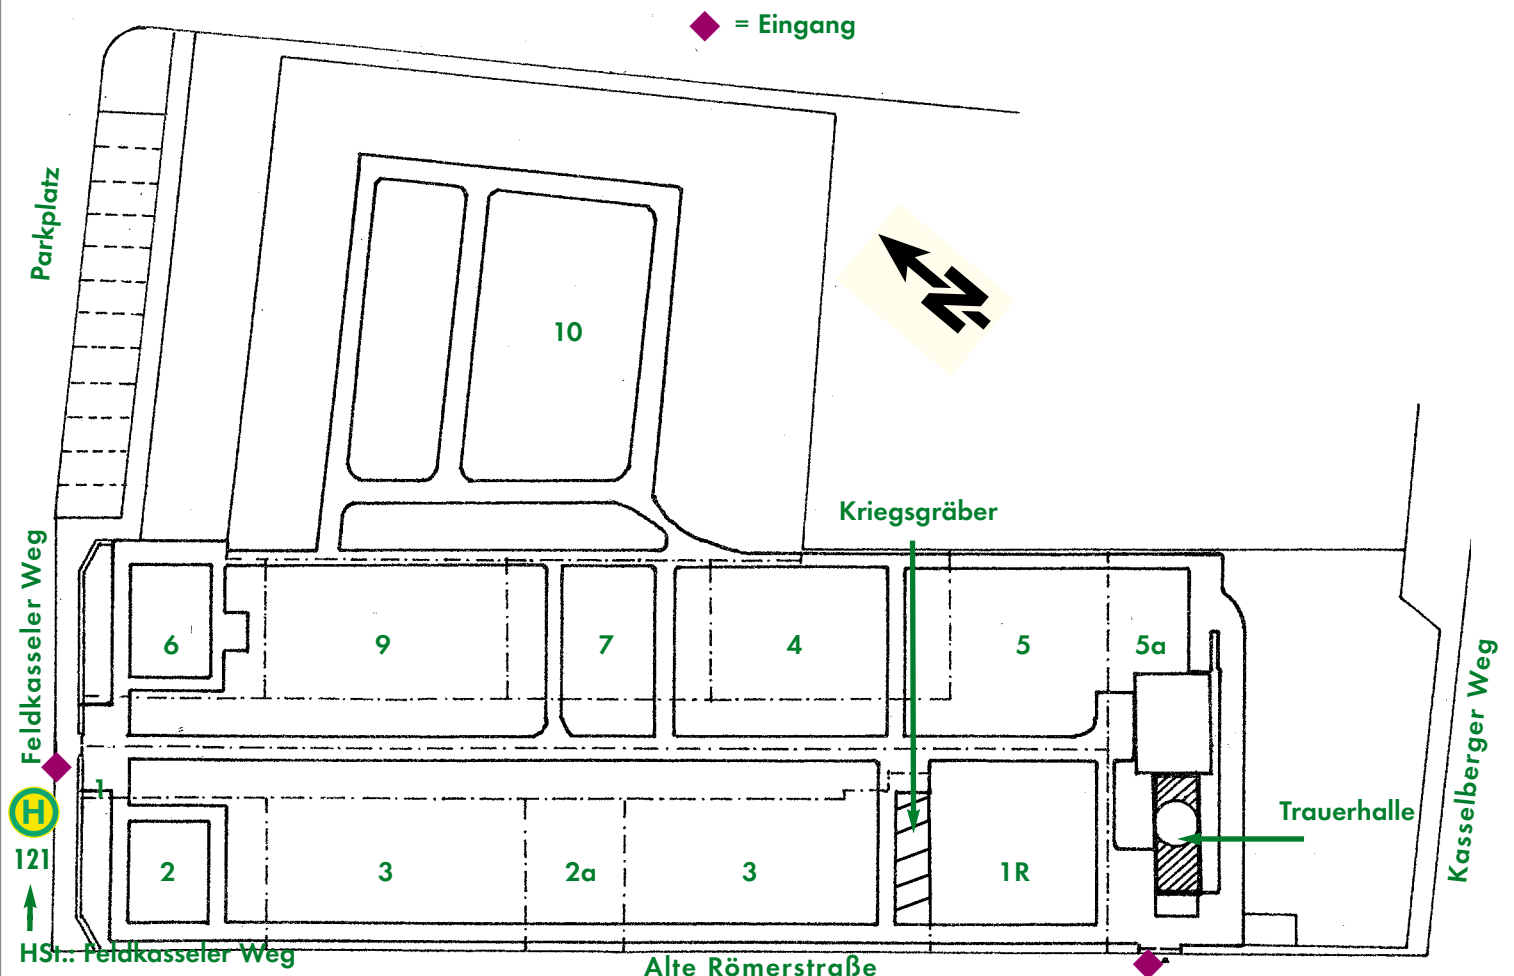 = Eingang
Parkplatz
N
10
Kriegsgräber
Feldkasseler Weg
6
9
7
4
5
5a
Kasselberger Weg
1
H
Trauerhalle
121
2
3
2a
3
1R
HSt.: Feldkasseler Weg
Alte Römerstraße